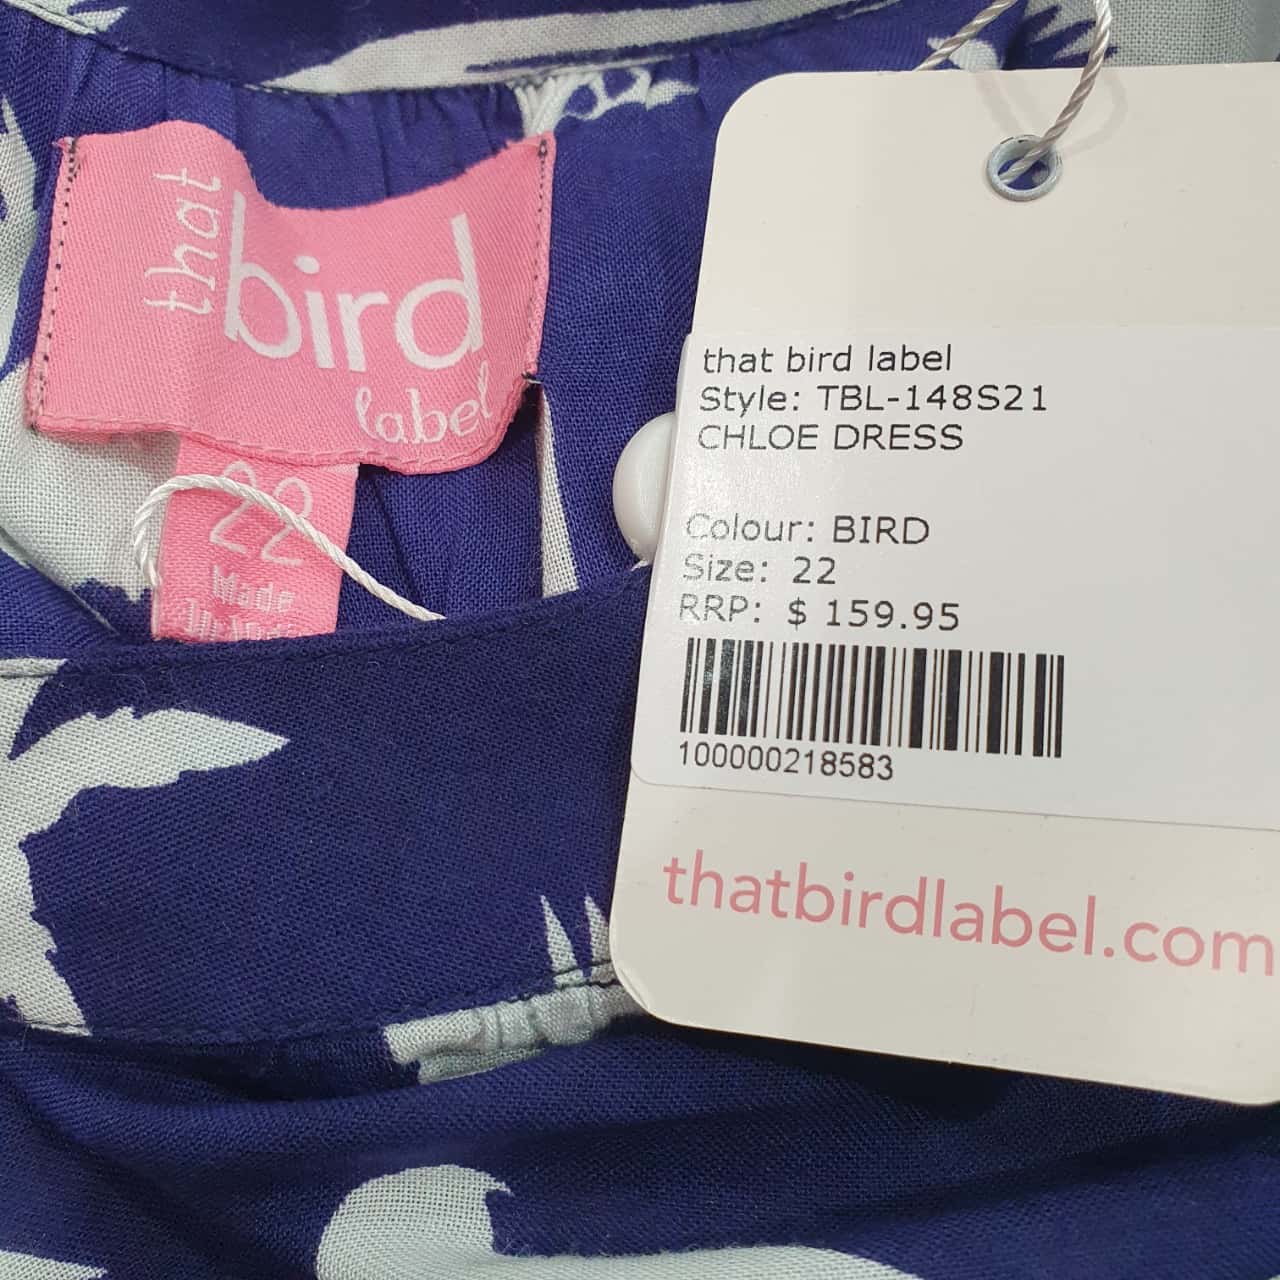 that
bird
label
22
Made
that bird label
Style: TBL-148S21
CHLOE DRESS
Colour: BIRD
Size: 22
RRP: $ 159.95
100000218583
thatbirdlabel.com